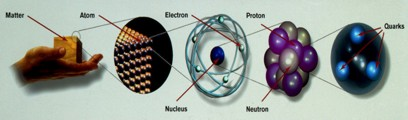 Matter
Atom
Electron
Proton
Quarks
Nucleus
Neutron